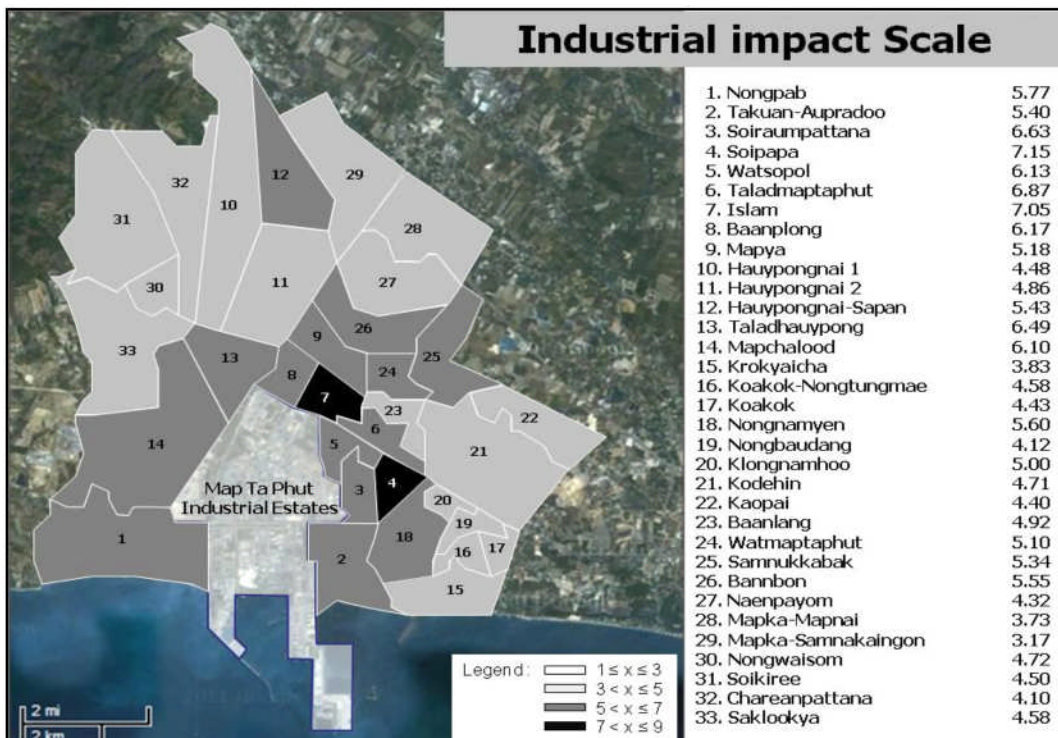 Industrial impact Scale
1. Nongpab 5.77
2. Takuan-Aupradoo 5.40
3. Soiraumpattana 6.63
4. Soipapa 7.15
5. Watsopol 6.13
6. Taladmaptaphut 6.87
7. Islam 7.05
8. Baanplong 6.17
9. Mapya 5.18
10. Hauypongnai 1 4.48
11. Hauypongnai 2 4.86
12. Hauypongnai-Sapan 5.43
13. Taladhauypong 6.49
14. Mapchalood 6.10
15. Krokyaicha 3.83
16. Koakok-Nongtungmae 4.58
17. Koakok 4.43
18. Nongnamyen 5.60
19. Nongbaudang 4.12
20. Klongnamhoo 5.00
21. Kodehin 4.71
22. Kaopai 4.40
23. Baanlang 4.92
24. Watmaptaphut 5.10
25. Samnukkabak 5.34
26. Bannbon 5.55
27. Naenpayom 4.32
28. Mapka-Mapnai 3.73
29. Mapka-Samnakaingon 3.17
30. Nongwaisom 4.72
31. Soikiree 4.50
32. Chareanpattana 4.10
33. Saklookya 4.58
12
29
32
10
31
28
11
27
30
26
9
33
13
25
24
8
7
23
22
6
14
5
21
4
3
Map Ta Phut
Industrial Estates
20
19
1
18
2
16
17
15
Legend:
1 ≤ x ≤ 3
3 < x ≤ 5
5 < x ≤ 7
7 < x ≤ 9
2 mi
2 km